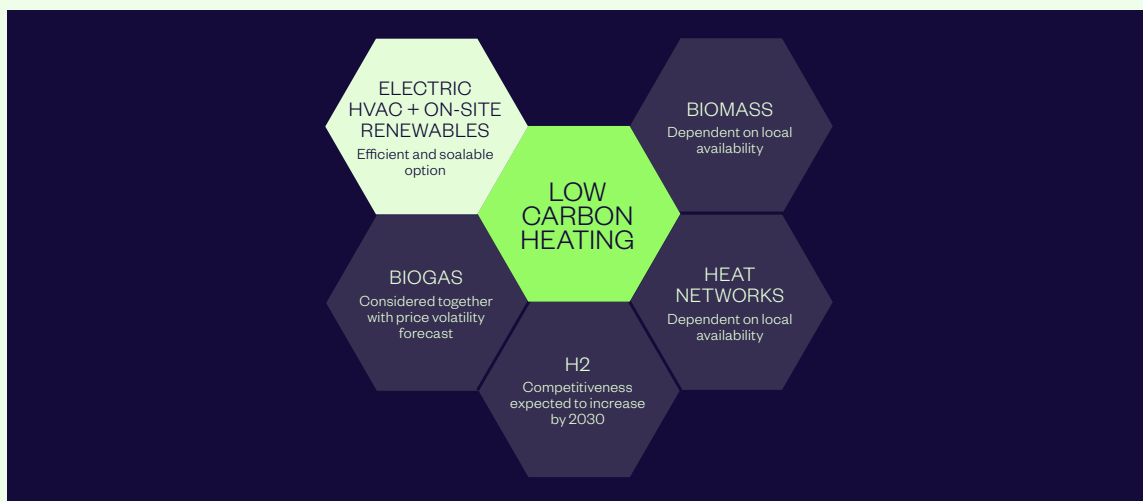 ELECTRIC
HVAC + ON-SITE
RENEWABLES
Efficient and soalable
option
BIOMASS
Dependent on local
availability
LOW
CARBON
HEATING
BIOGAS
Considered together
with price volatility
forecast
HEAT
NETWORKS
Dependent on local
availability
H2
Competitiveness
expected to increase
by 2030